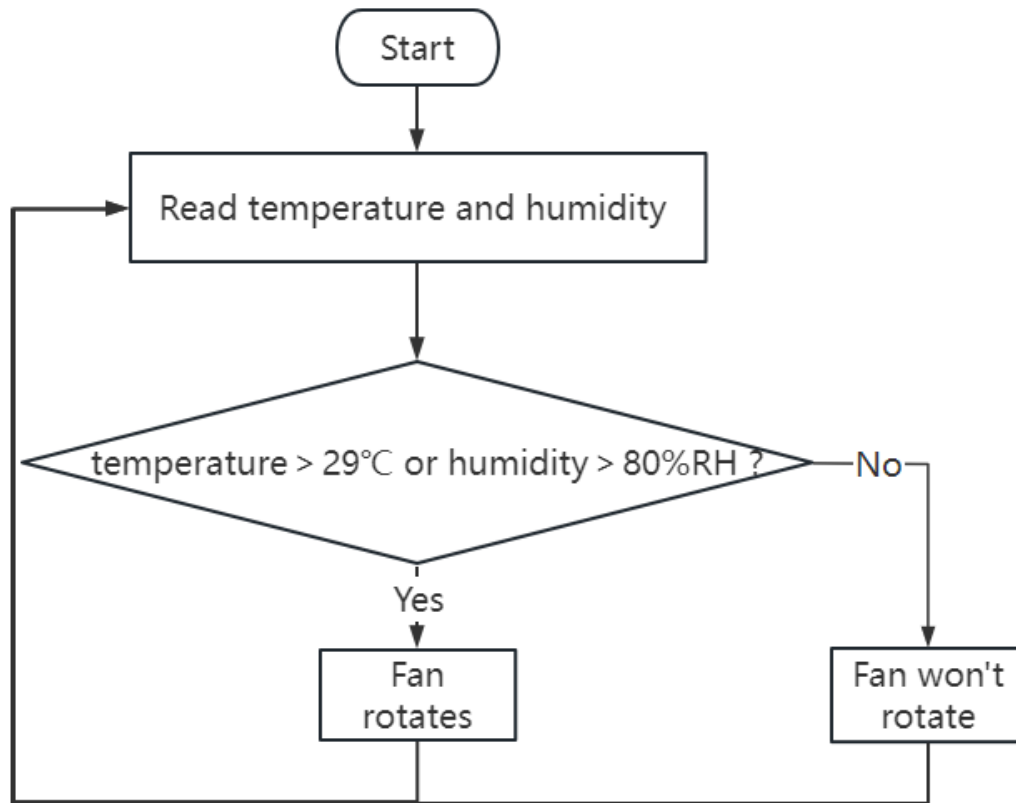 Start
Read temperature and humidity
temperature > 29℃ or humidity > 80%RH ?
No
Yes
Fan
rotates
Fan won't
rotate